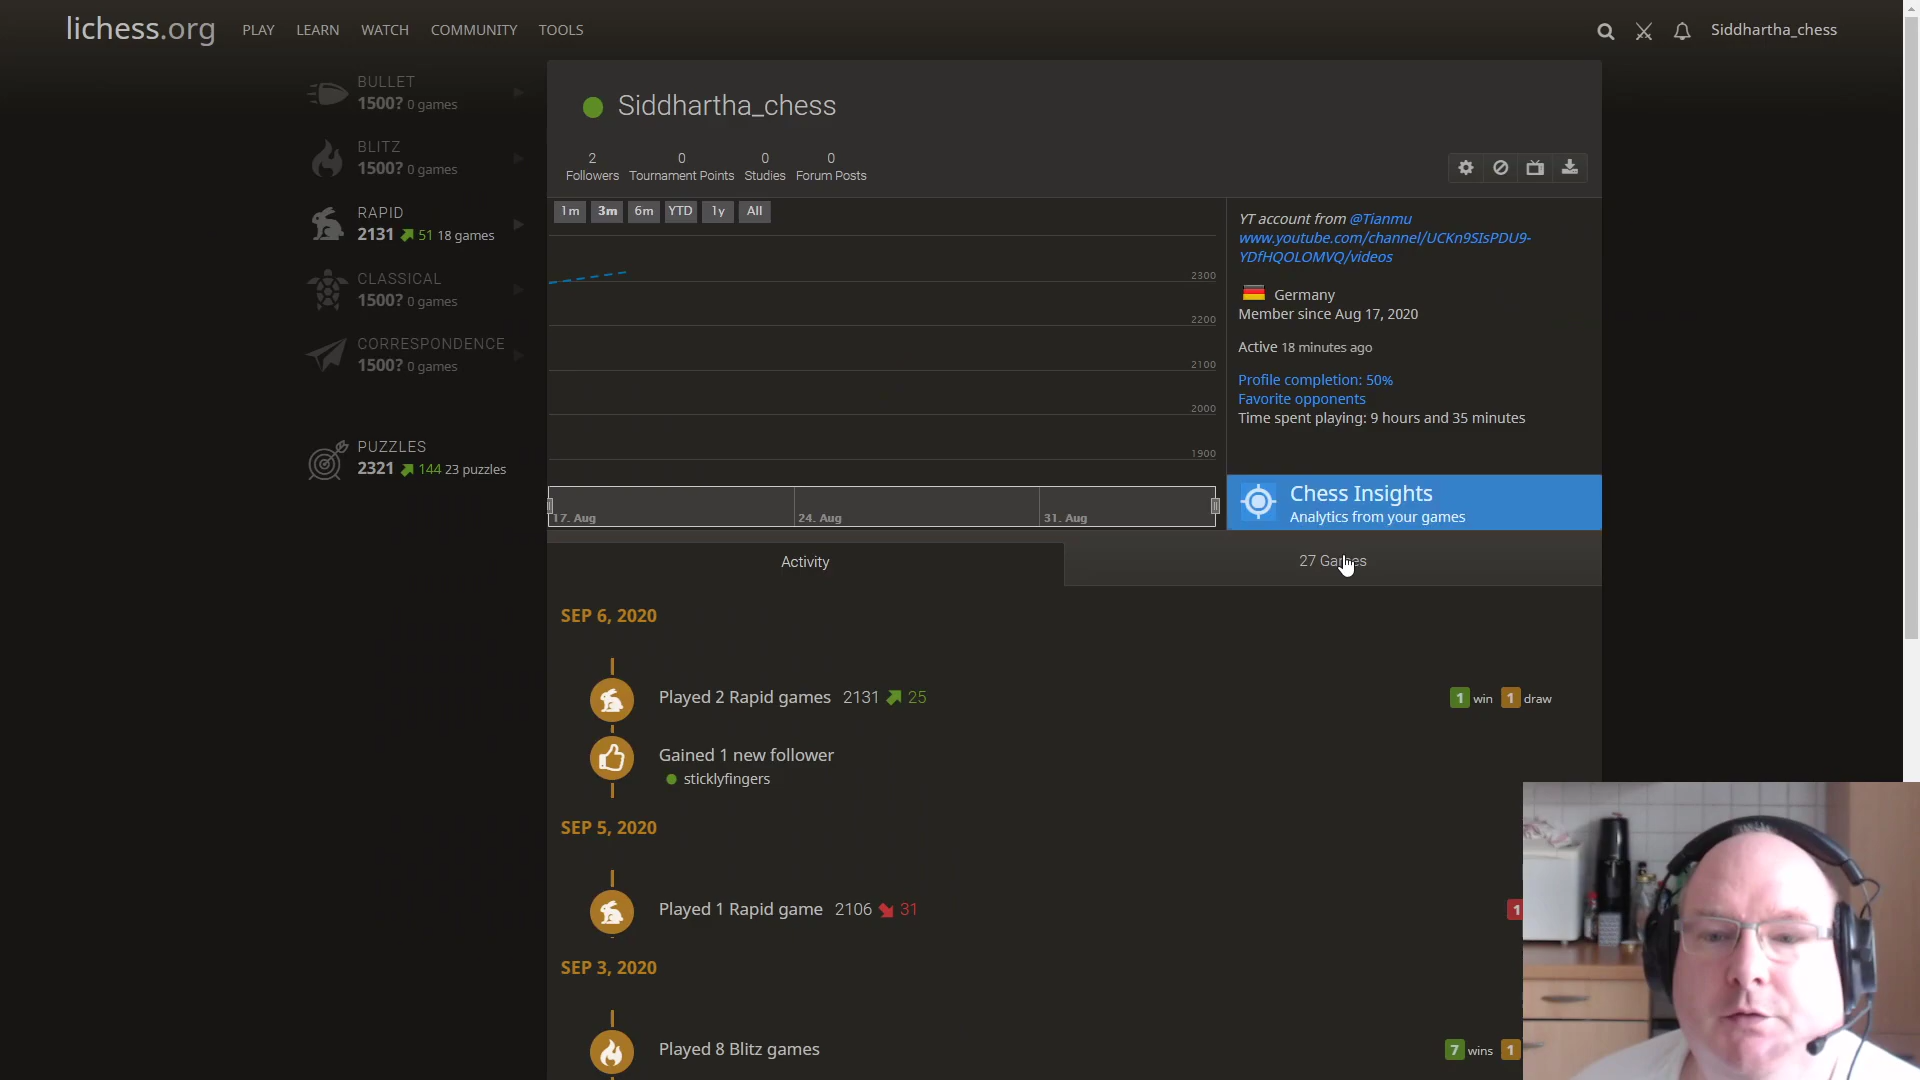 lichess.org PLAY LEARN WATCH COMMUNITY TOOLS Siddhartha_chess
BULLET
1500? 0 games
BLITZ
1500? 0 games
RAPID
2131 51 18 games
CLASSICAL
1500? 0 games
CORRESPONDENCE
1500? 0 games
PUZZLES
2321 144 23 puzzles
Siddhartha_chess
2 0 0 0
Followers Tournament Points Studies Forum Posts
1m 3m 6m YTD 1y All
2300
2200
2100
2000
1900
17. Aug 24. Aug 31. Aug
YT account from @Tianmu
www.youtube.com/channel/UCKn9SIsPDU9-
YDfHQOLOMVQ/videos
Germany
Member since Aug 17, 2020
Active 18 minutes ago
Profile completion: 50%
Favorite opponents
Time spent playing: 9 hours and 35 minutes
Chess Insights
Analytics from your games
Activity 27 Games
SEP 6, 2020
Played 2 Rapid games 2131 25 1 win 1 draw
Gained 1 new follower
sticklyfingers
SEP 5, 2020
Played 1 Rapid game 2106 31 1
SEP 3, 2020
Played 8 Blitz games 7 wins 1